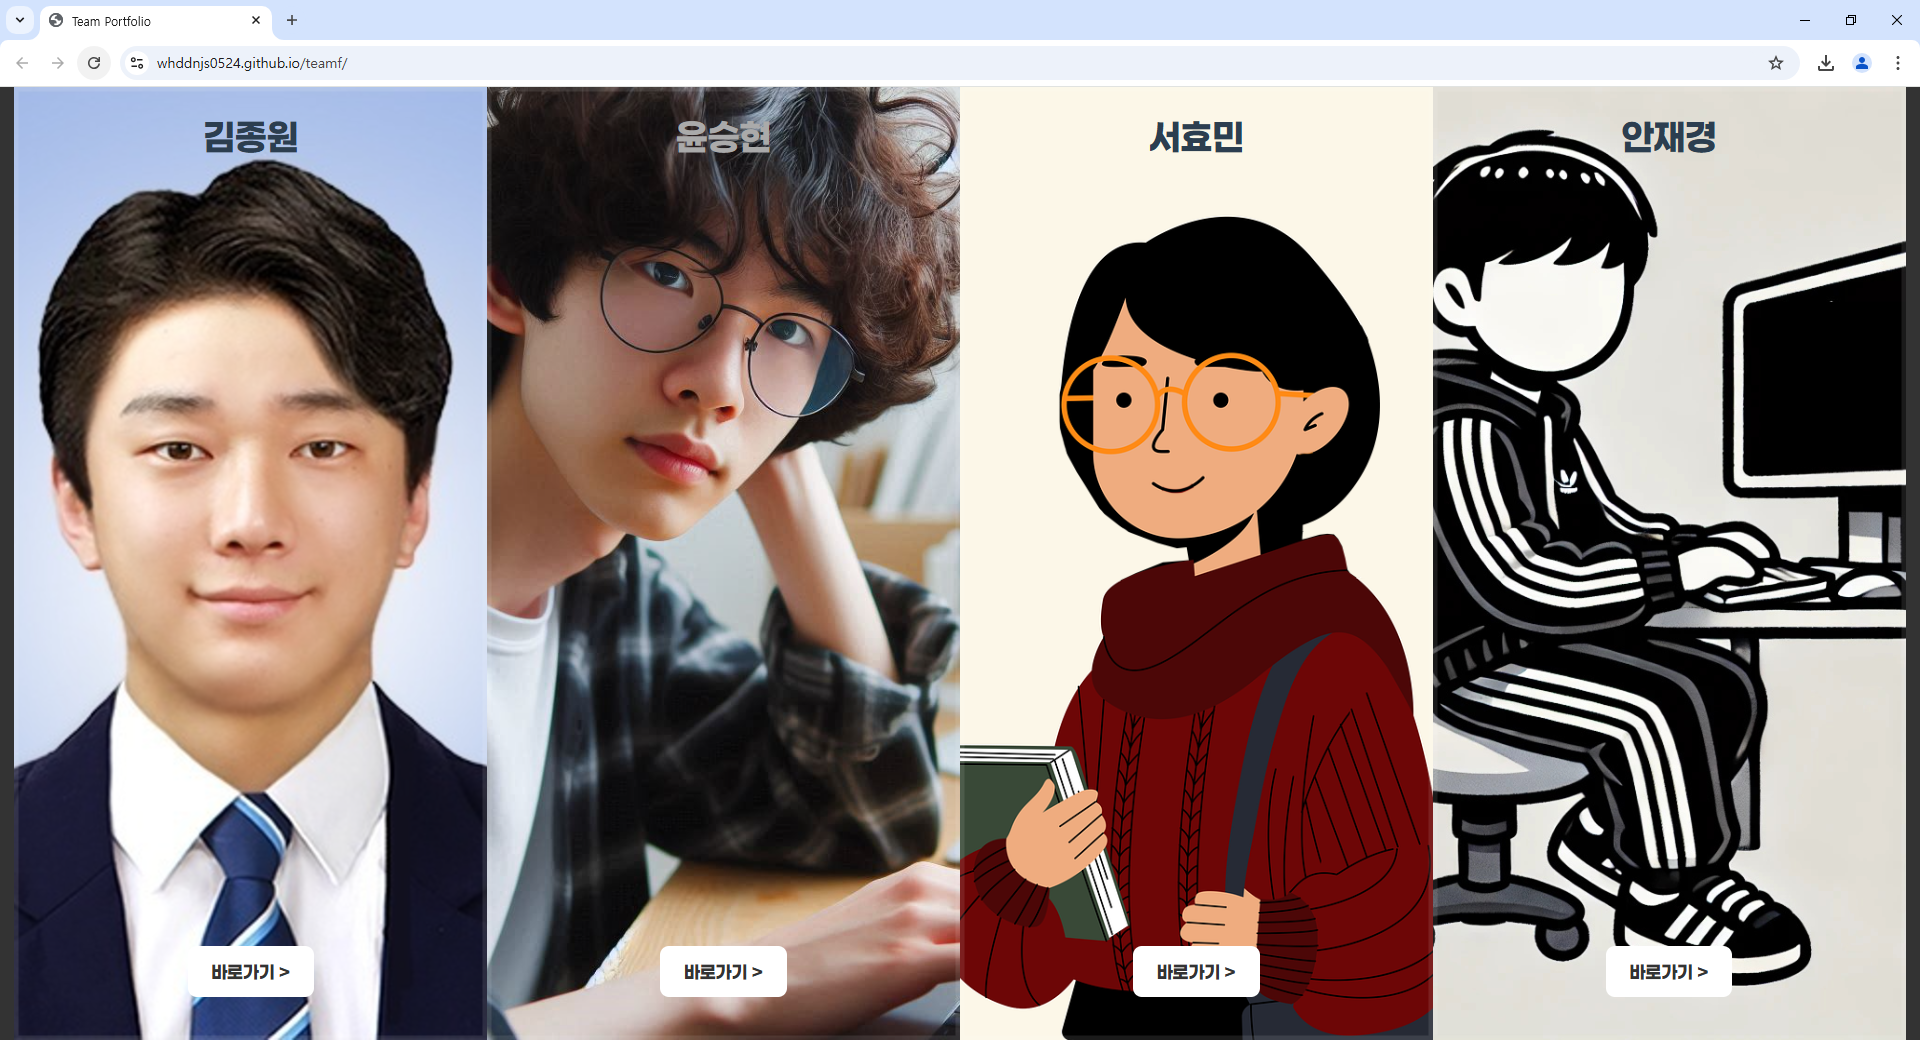 Team Portfolio
whddnjs0524.github.io/teamf/
김종원
윤승현
서효민
안재경
바로가기 >
바로가기 >
바로가기 >
바로가기 >